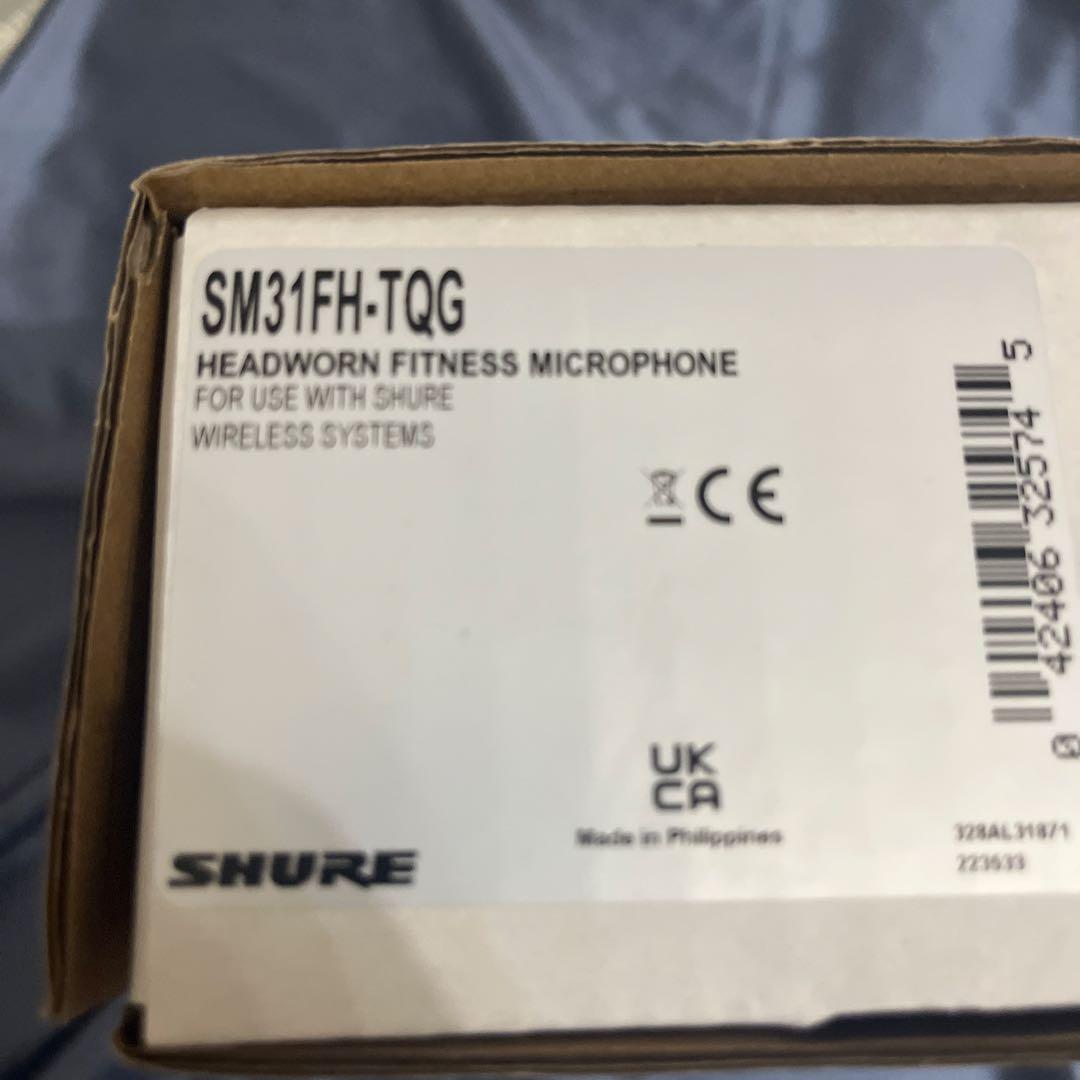 SM31FH-TQG
HEADWORN FITNESS MICROPHONE
FOR USE WITH SHURE
WIRELESS SYSTEMS
CE
0 42406 32574 5
UK
CA
Made in Philippines
SHURE
328AL31871